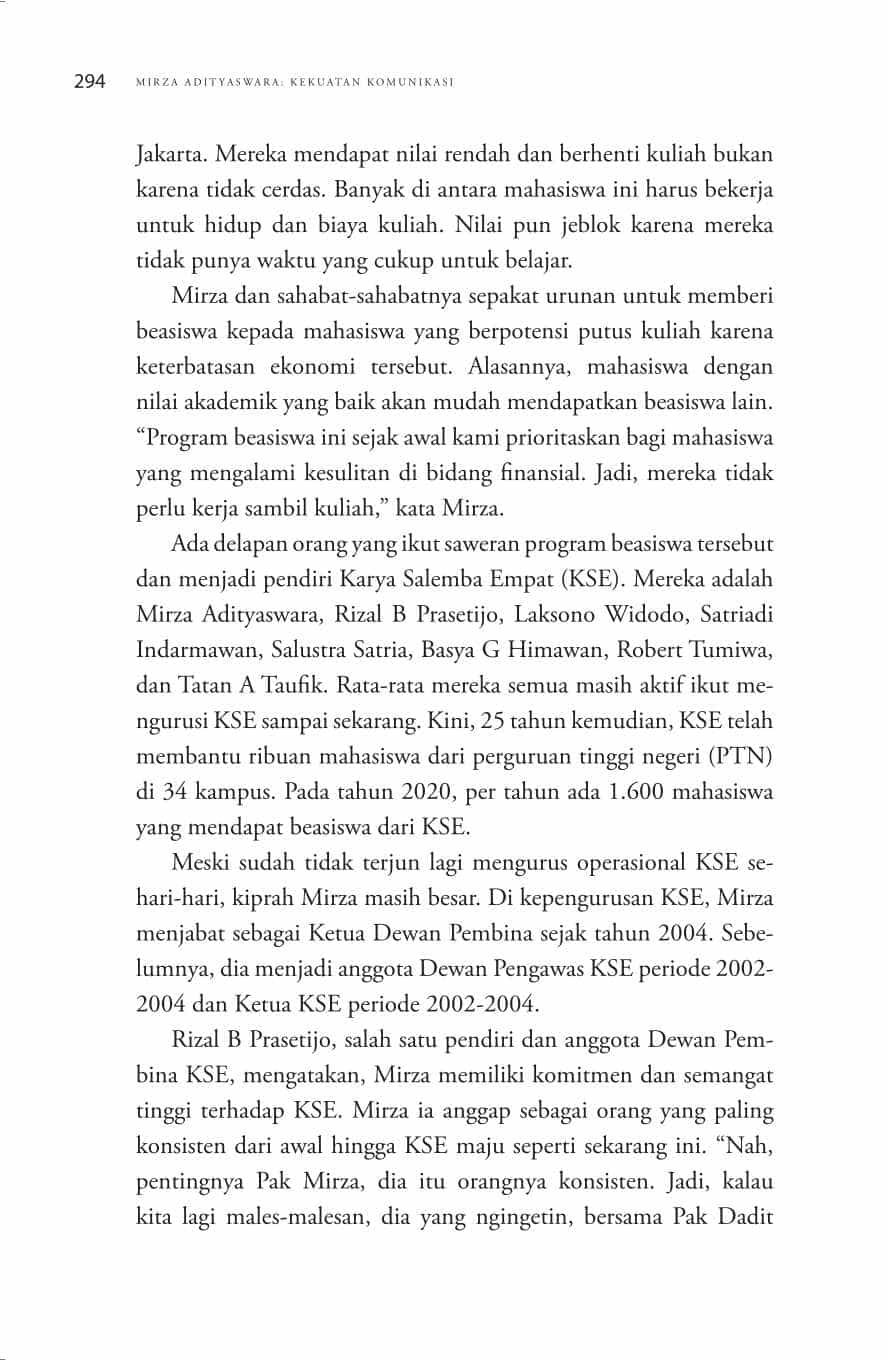 294 MIRZA ADITYASWARA: KEKUATAN KOMUNIKASI
Jakarta. Mereka mendapat nilai rendah dan berhenti kuliah bukan
karena tidak cerdas. Banyak di antara mahasiswa ini harus bekerja
untuk hidup dan biaya kuliah. Nilai pun jeblok karena mereka
tidak punya waktu yang cukup untuk belajar.
Mirza dan sahabat-sahabatnya sepakat urunan untuk memberi
beasiswa kepada mahasiswa yang berpotensi putus kuliah karena
keterbatasan ekonomi tersebut. Alasannya, mahasiswa dengan
nilai akademik yang baik akan mudah mendapatkan beasiswa lain.
“Program beasiswa ini sejak awal kami prioritaskan bagi mahasiswa
yang mengalami kesulitan di bidang finansial. Jadi, mereka tidak
perlu kerja sambil kuliah,” kata Mirza.
Ada delapan orang yang ikut saweran program beasiswa tersebut
dan menjadi pendiri Karya Salemba Empat (KSE). Mereka adalah
Mirza Adityaswara, Rizal B Prasetijo, Laksono Widodo, Satriadi
Indarmawan, Salustra Satria, Basya G Himawan, Robert Tumiwa,
dan Tatan A Taufik. Rata-rata mereka semua masih aktif ikut me-
ngurusi KSE sampai sekarang. Kini, 25 tahun kemudian, KSE telah
membantu ribuan mahasiswa dari perguruan tinggi negeri (PTN)
di 34 kampus. Pada tahun 2020, per tahun ada 1.600 mahasiswa
yang mendapat beasiswa dari KSE.
Meski sudah tidak terjun lagi mengurus operasional KSE se-
hari-hari, kiprah Mirza masih besar. Di kepengurusan KSE, Mirza
menjabat sebagai Ketua Dewan Pembina sejak tahun 2004. Sebe-
lumnya, dia menjadi anggota Dewan Pengawas KSE periode 2002-
2004 dan Ketua KSE periode 2002-2004.
Rizal B Prasetijo, salah satu pendiri dan anggota Dewan Pem-
bina KSE, mengatakan, Mirza memiliki komitmen dan semangat
tinggi terhadap KSE. Mirza ia anggap sebagai orang yang paling
konsisten dari awal hingga KSE maju seperti sekarang ini. “Nah,
pentingnya Pak Mirza, dia itu orangnya konsisten. Jadi, kalau
kita lagi males-malesan, dia yang ngingetin, bersama Pak Dadit